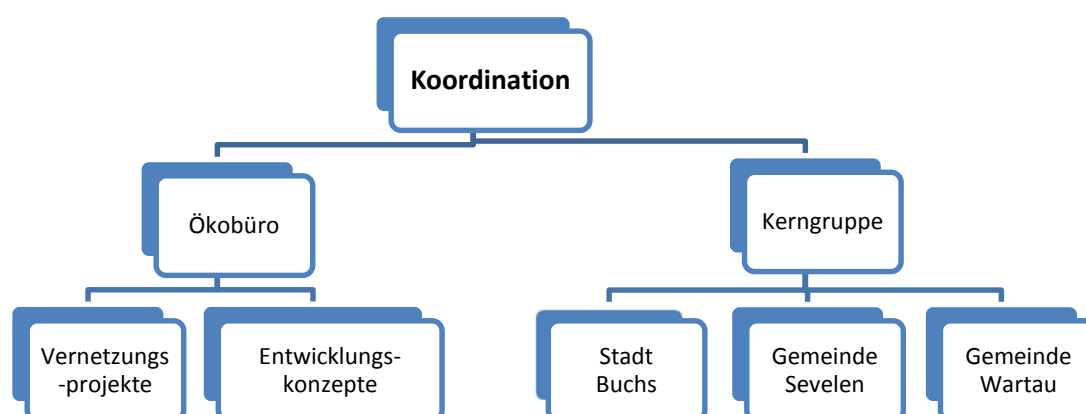 Koordination
Ökobüro
Kerngruppe
Vernetzungs
-projekte
Entwicklungs-
konzepte
Stadt
Buchs
Gemeinde
Sevelen
Gemeinde
Wartau